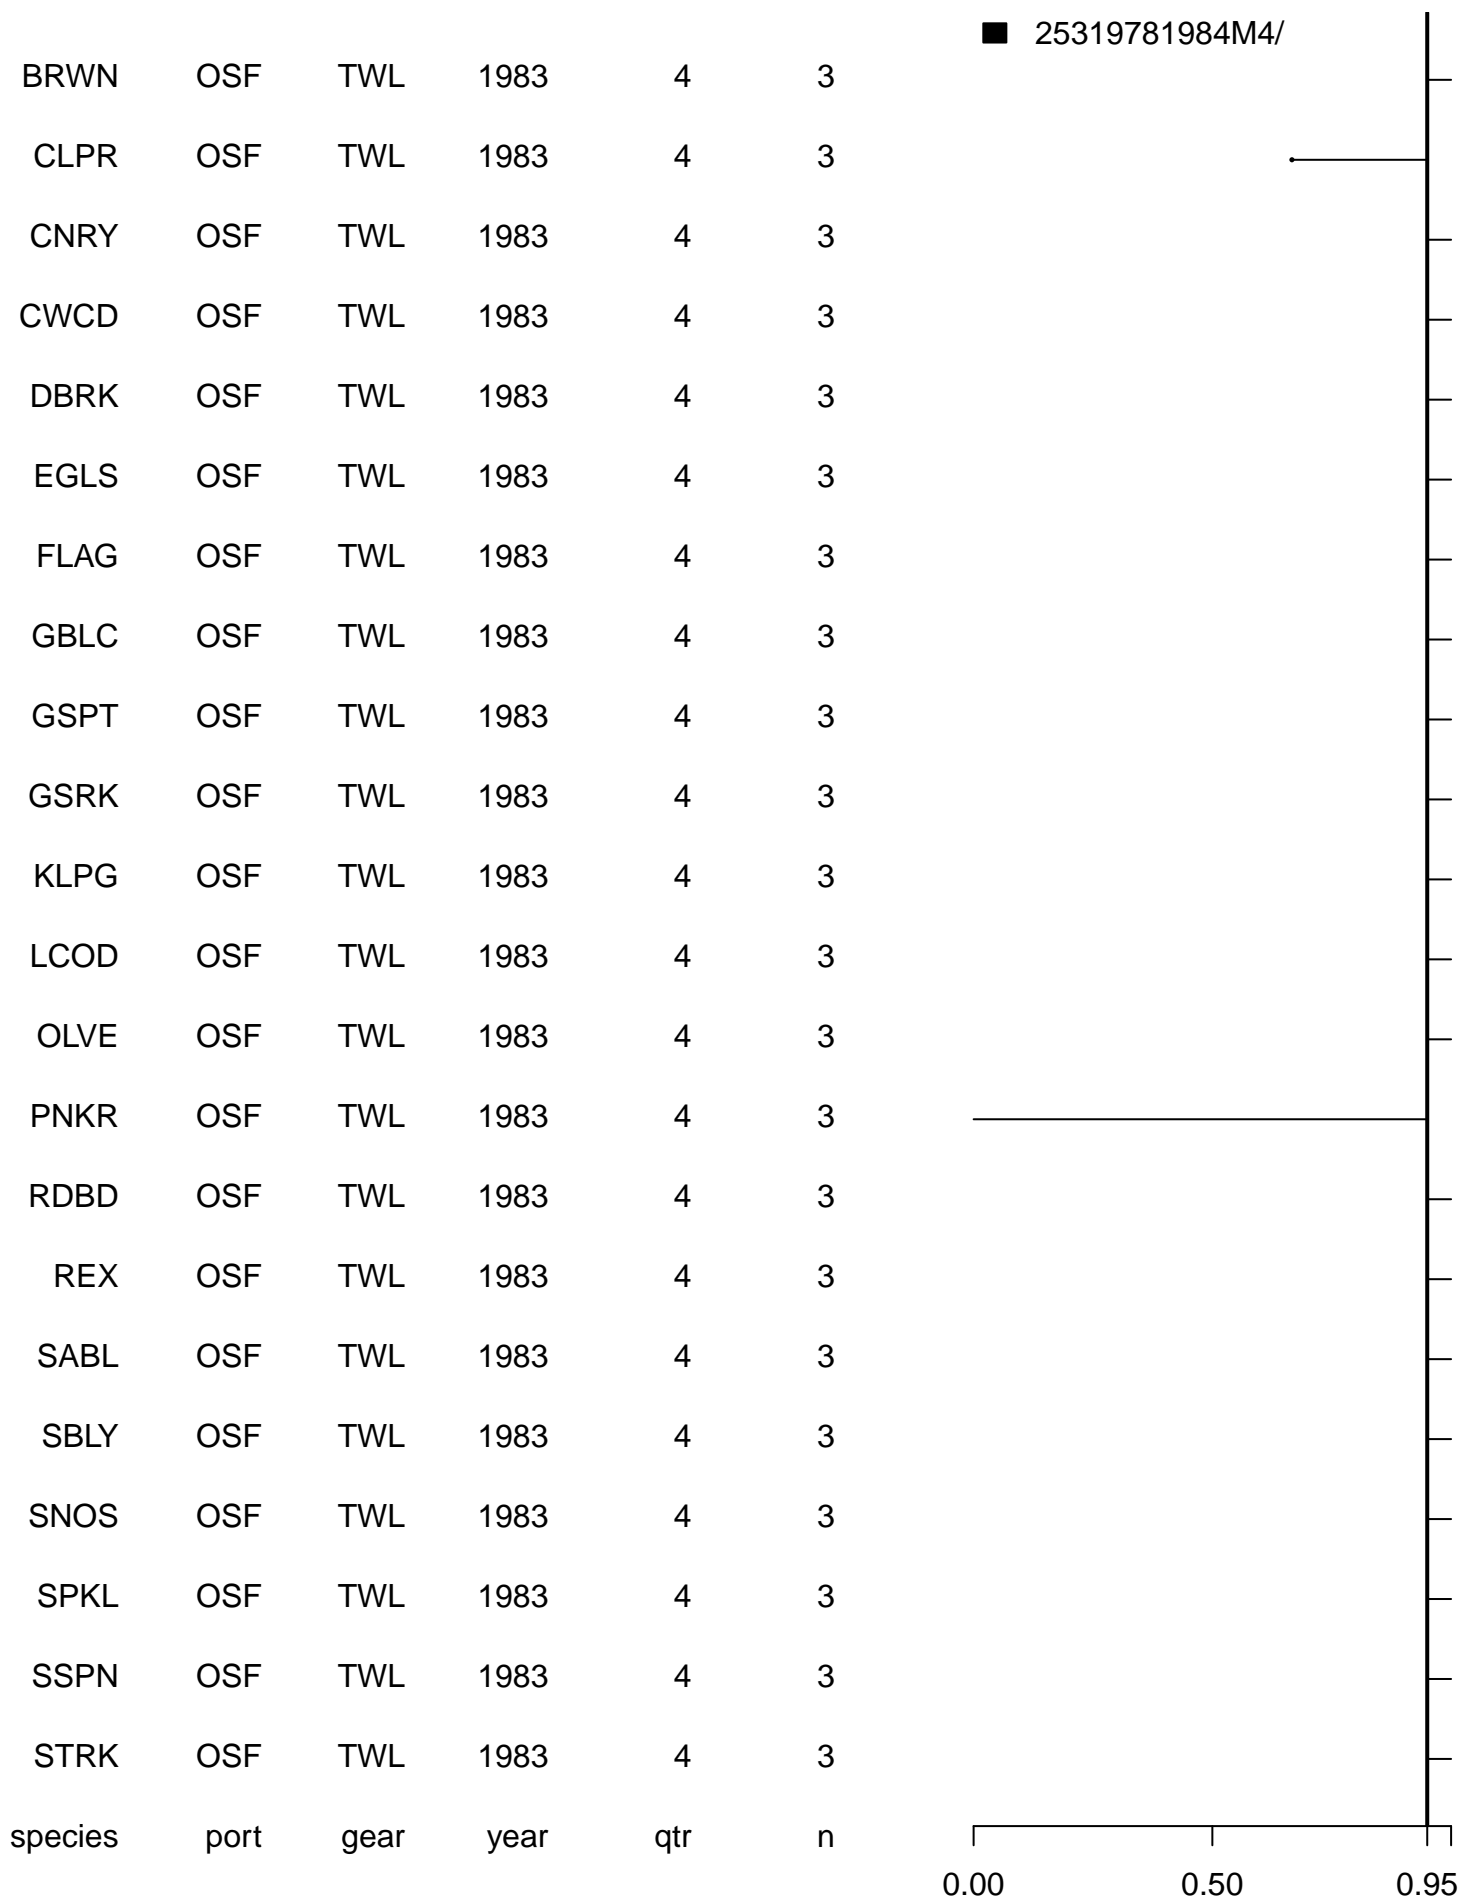 25319781984M4/
BRWN OSF TWL 1983 4 3
CLPR OSF TWL 1983 4 3
CNRY OSF TWL 1983 4 3
CWCD OSF TWL 1983 4 3
DBRK OSF TWL 1983 4 3
EGLS OSF TWL 1983 4 3
FLAG OSF TWL 1983 4 3
GBLC OSF TWL 1983 4 3
GSPT OSF TWL 1983 4 3
GSRK OSF TWL 1983 4 3
KLPG OSF TWL 1983 4 3
LCOD OSF TWL 1983 4 3
OLVE OSF TWL 1983 4 3
PNKR OSF TWL 1983 4 3
RDBD OSF TWL 1983 4 3
REX OSF TWL 1983 4 3
SABL OSF TWL 1983 4 3
SBLY OSF TWL 1983 4 3
SNOS OSF TWL 1983 4 3
SPKL OSF TWL 1983 4 3
SSPN OSF TWL 1983 4 3
STRK OSF TWL 1983 4 3
species port gear year qtr n
0.00 0.50 0.95